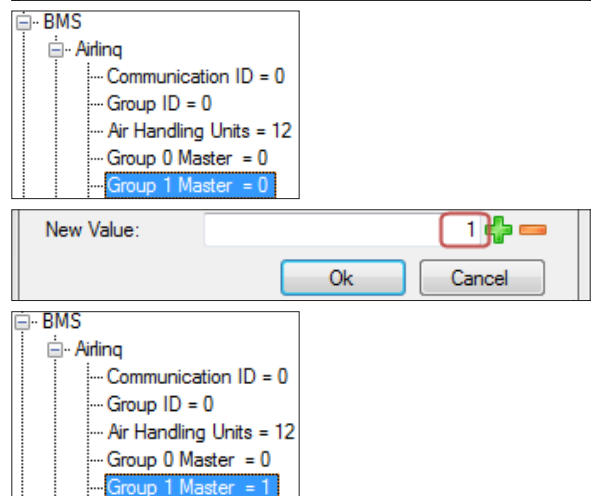 BMS
Airlinq
Communication ID = 0
Group ID = 0
Air Handling Units = 12
Group 0 Master = 0
Group 1 Master = 0
New Value: 1
Ok Cancel
BMS
Airlinq
Communication ID = 0
Group ID = 0
Air Handling Units = 12
Group 0 Master = 0
Group 1 Master = 1